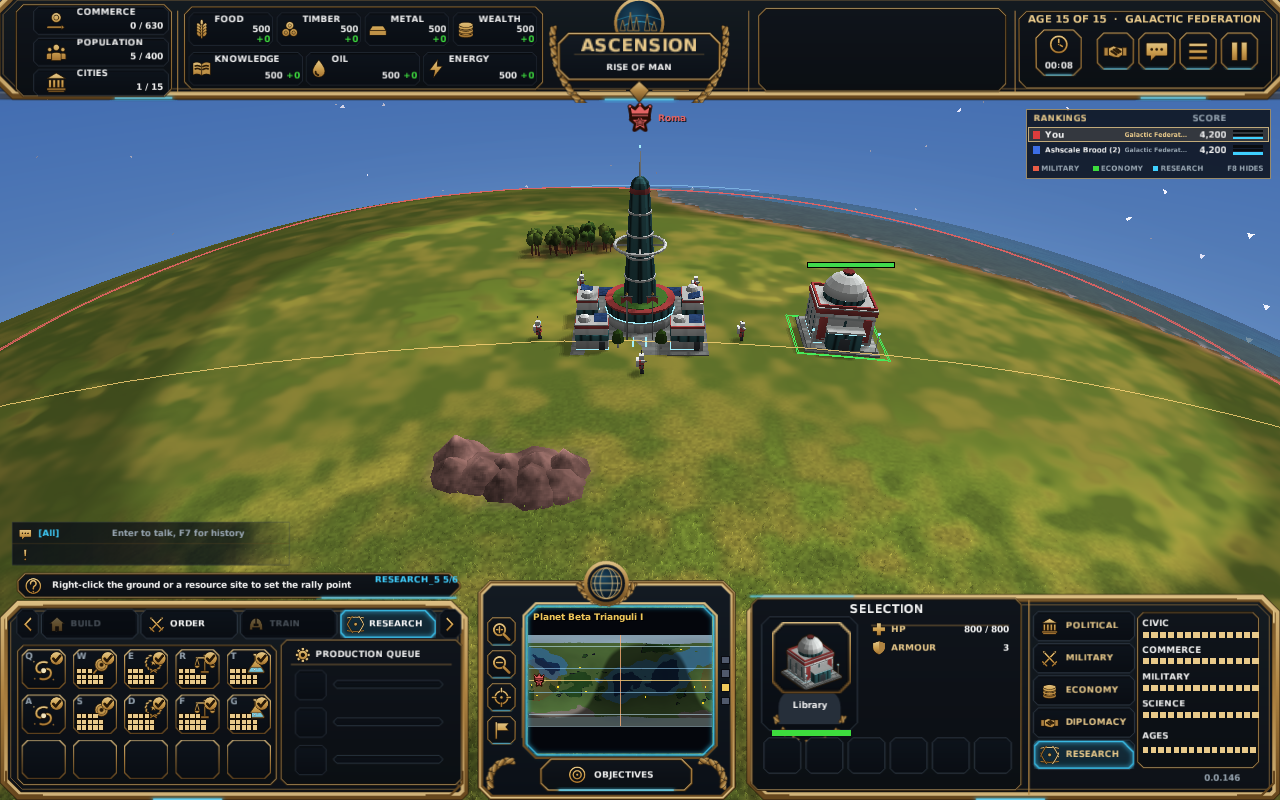 COMMERCE
0 / 630
POPULATION
5 / 400
CITIES
1 / 15
FOOD
500
+0
TIMBER
500
+0
METAL
500
+0
WEALTH
500
+0
KNOWLEDGE
500 +0
OIL
500 +0
ENERGY
500 +0
ASCENSION
RISE OF MAN
AGE 15 OF 15 · GALACTIC FEDERATION
00:08
Roma
RANKINGS SCORE
You Galactic Federat... 4,200
Ashscale Brood (2) Galactic Federat... 4,200
MILITARY ECONOMY RESEARCH F8 HIDES
[All] Enter to talk, F7 for history
!
Right-click the ground or a resource site to set the rally point
RESEARCH_5 5/6
BUILD
ORDER
TRAIN
RESEARCH
Q W E R T
A S D F G
PRODUCTION QUEUE
Planet Beta Trianguli I
OBJECTIVES
SELECTION
HP 800 / 800
ARMOUR 3
Library
POLITICAL
MILITARY
ECONOMY
DIPLOMACY
RESEARCH
CIVIC
COMMERCE
MILITARY
SCIENCE
AGES
0.0.146